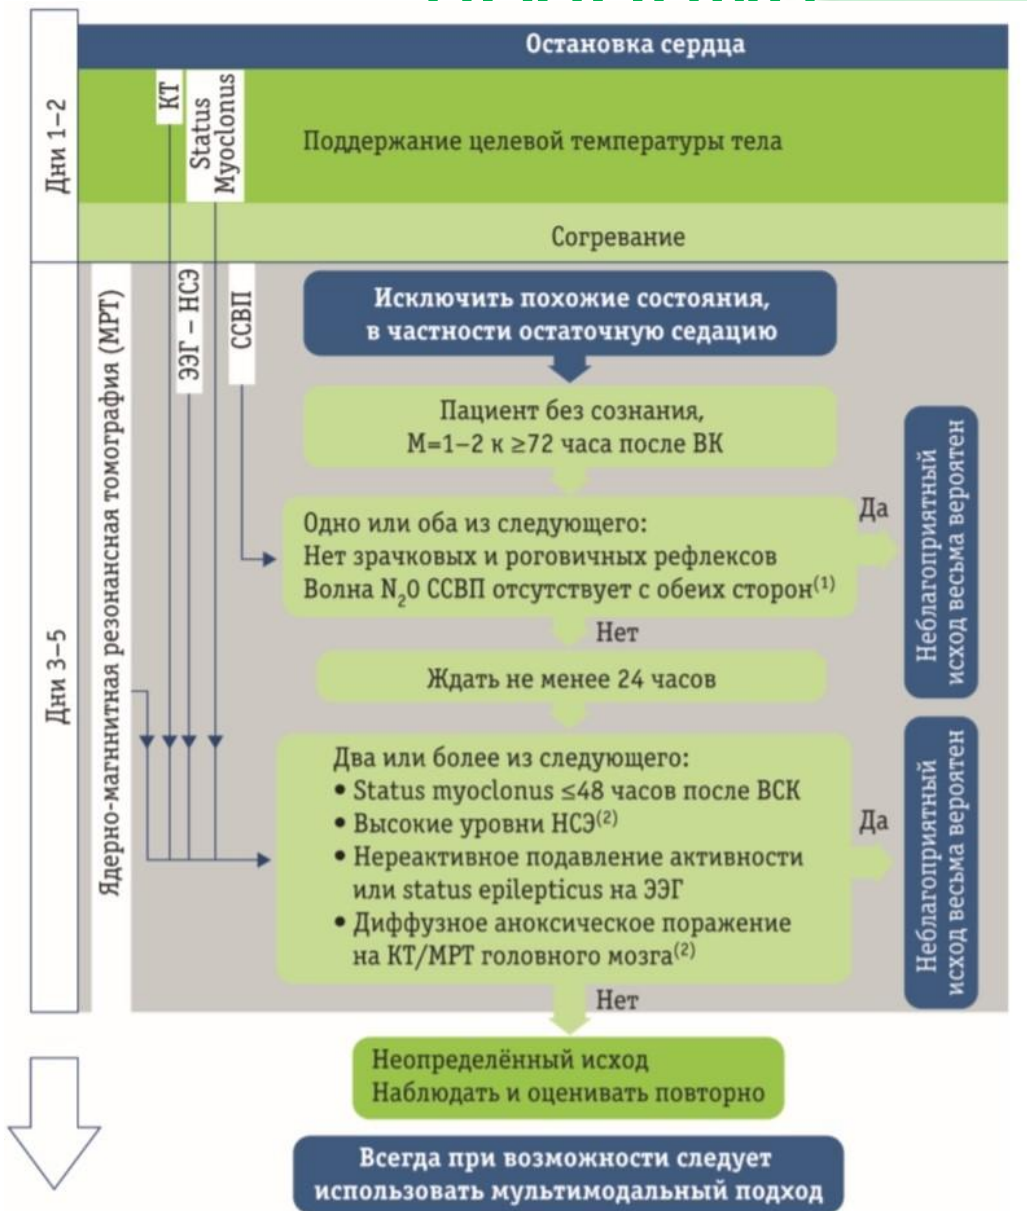 Остановка сердца
Дни 1–2
КТ
Status
Myoclonus
Поддержание целевой температуры тела
Согревание
Дни 3–5
Ядерно-магнитная резонансная томография (МРТ)
ЭЭГ – НСЭ
ССВП
Исключить похожие состояния,
в частности остаточную седацию
Пациент без сознания,
М=1–2 к ≥72 часа после ВК
Одно или оба из следующего:
Нет зрачковых и роговичных рефлексов
Волна N₂O ССВП отсутствует с обеих сторон⁽¹⁾
Да
Неблагоприятный
исход весьма вероятен
Нет
Ждать не менее 24 часов
Два или более из следующего:
• Status myoclonus ≤48 часов после ВСК
• Высокие уровни НСЭ⁽²⁾
• Нереактивное подавление активности
или status epilepticus на ЭЭГ
• Диффузное аноксическое поражение
на КТ/МРТ головного мозга⁽²⁾
Да
Неблагоприятный
исход весьма вероятен
Нет
Неопределённый исход
Наблюдать и оценивать повторно
Всегда при возможности следует
использовать мультимодальный подход